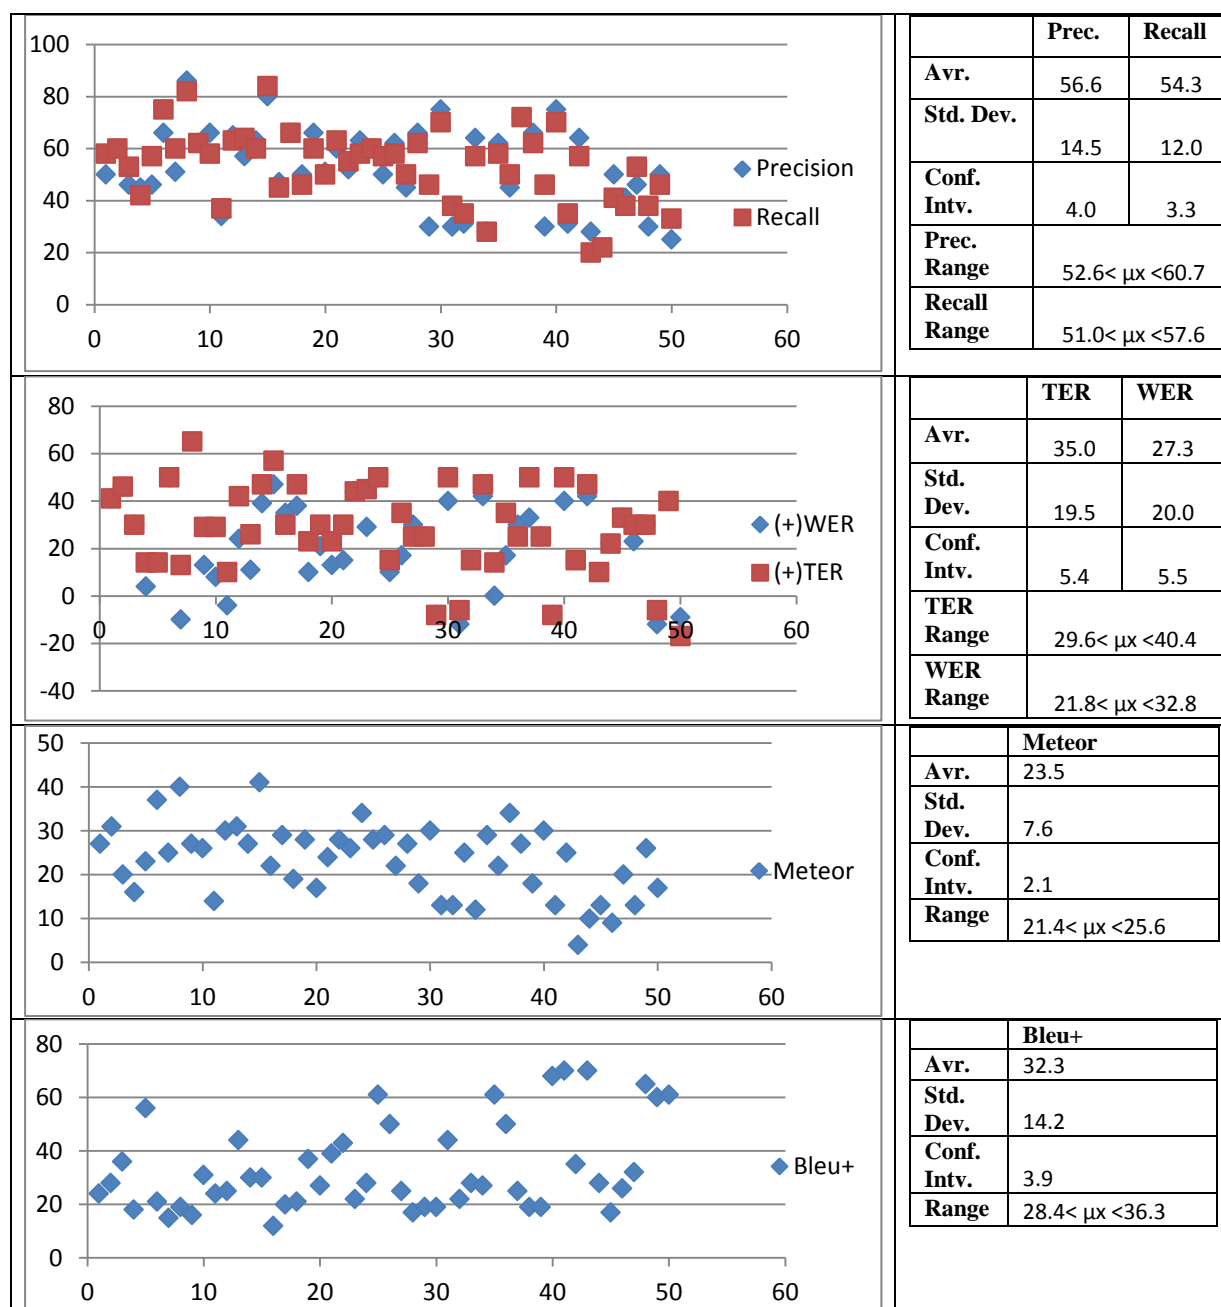 100
80
60
40
20
0
0 10 20 30 40 50 60
Precision
Recall
Prec. Recall
Avr. 56.6 54.3
Std. Dev.
14.5 12.0
Conf.
Intv. 4.0 3.3
Prec.
Range 52.6< µx <60.7
Recall
Range 51.0< µx <57.6
80
60
40
20
0
0 10 20 30 40 50 60
-20
-40
(+)WER
(+)TER
TER WER
Avr. 35.0 27.3
Std.
Dev. 19.5 20.0
Conf.
Intv. 5.4 5.5
TER
Range 29.6< µx <40.4
WER
Range 21.8< µx <32.8
50
40
30
20
10
0
0 10 20 30 40 50 60
Meteor
Meteor
Avr. 23.5
Std.
Dev. 7.6
Conf.
Intv. 2.1
Range 21.4< µx <25.6
80
60
40
20
0
0 10 20 30 40 50 60
Bleu+
Bleu+
Avr. 32.3
Std.
Dev. 14.2
Conf.
Intv. 3.9
Range 28.4< µx <36.3